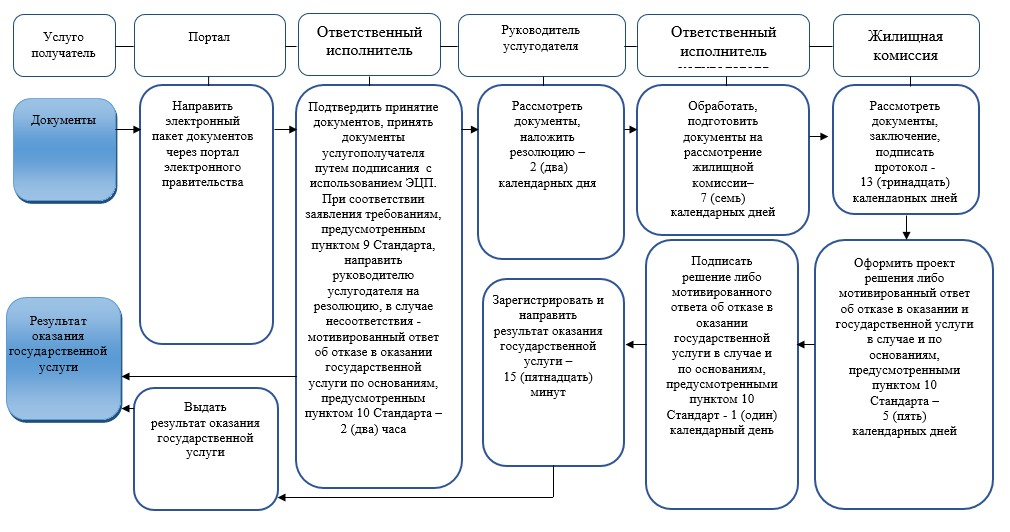 Услуго
получатель
Портал
Ответственный
исполнитель
Руководитель
услугодателя
Ответственный
исполнитель
Жилищная
комиссия
Документы
Направить
электронный
пакет документов
через портал
электронного
правительства
Подтвердить принятие
документов, принять
документы
услугополучателя
путем подписания с
использованием ЭЦП.
При соответствии
заявления требованиям,
предусмотренным
пунктом 9 Стандарта,
направить
руководителю
услугодателя на
резолюцию, в случае
несоответствия -
мотивированный ответ
об отказе в оказании
государственной
услуги по основаниям,
предусмотренным
пунктом 10 Стандарта –
2 (два) часа
Рассмотреть
документы,
наложить
резолюцию –
2 (два)
календарных дня
Обработать,
подготовить
документы на
рассмотрение
жилищной
комиссии–
7 (семь)
календарных дней
Рассмотреть
документы,
заключение,
подписать
протокол -
13 (тринадцать)
календарных дней
Результат
оказания
государственной
услуги
Выдать
результат оказания
государственной
услуги
Зарегистрировать и
направить
результат оказания
государственной
услуги –
15 (пятнадцать)
минут
Подписать
решение либо
мотивированного
ответа об отказе в
оказании
государственной
услуги в случае и
по основаниям,
предусмотренными
пунктом 10
Стандарт - 1 (один)
календарный день
Оформить проект
решения либо
мотивированный ответ
об отказе в оказании и
государственной услуги
в случае и по
основаниям,
предусмотренными
пунктом 10
Стандарта –
5 (пять)
календарных дней